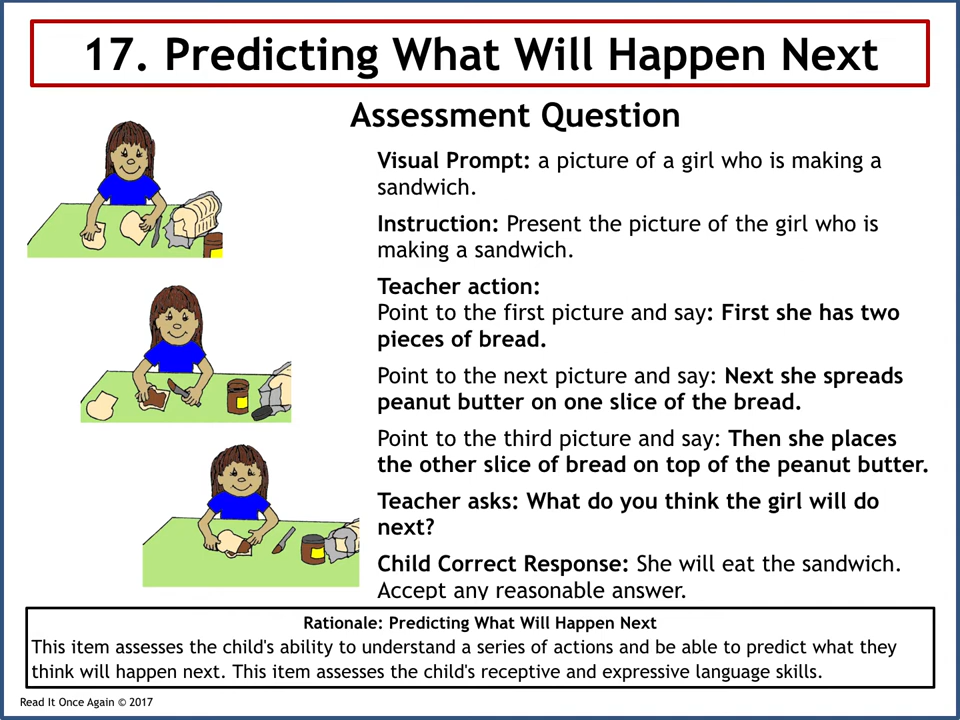 17. Predicting What Will Happen Next
Assessment Question
Visual Prompt: a picture of a girl who is making a
sandwich.
Instruction: Present the picture of the girl who is
making a sandwich.
Teacher action:
Point to the first picture and say: First she has two
pieces of bread.
Point to the next picture and say: Next she spreads
peanut butter on one slice of the bread.
Point to the third picture and say: Then she places
the other slice of bread on top of the peanut butter.
Teacher asks: What do you think the girl will do
next?
Child Correct Response: She will eat the sandwich.
Accept any reasonable answer.
Rationale: Predicting What Will Happen Next
This item assesses the child's ability to understand a series of actions and be able to predict what they
think will happen next. This item assesses the child's receptive and expressive language skills.
Read It Once Again © 2017